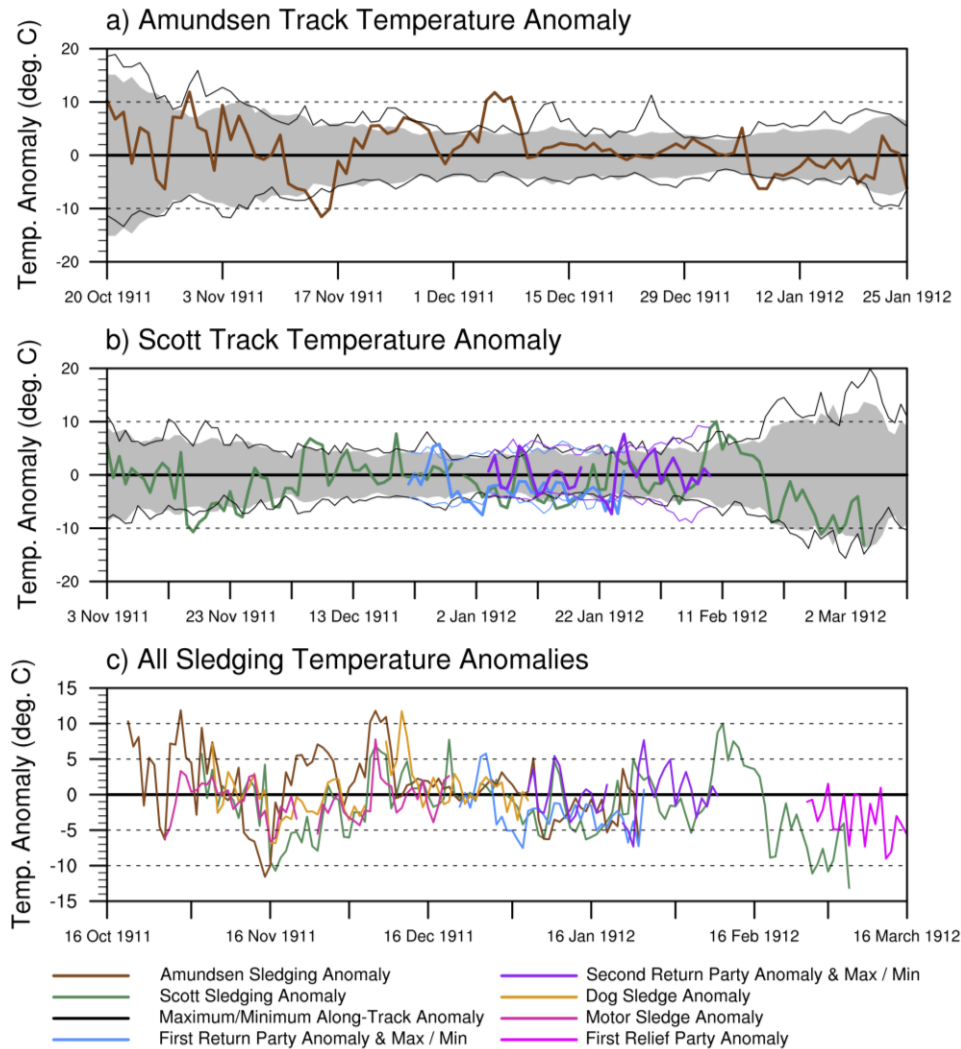 a) Amundsen Track Temperature Anomaly
Temp. Anomaly (deg. C)
20
10
0
-10
-20
20 Oct 1911 3 Nov 1911 17 Nov 1911 1 Dec 1911 15 Dec 1911 29 Dec 1911 12 Jan 1912 25 Jan 1912
b) Scott Track Temperature Anomaly
Temp. Anomaly (deg. C)
20
10
0
-10
-20
3 Nov 1911 23 Nov 1911 13 Dec 1911 2 Jan 1912 22 Jan 1912 11 Feb 1912 2 Mar 1912
c) All Sledging Temperature Anomalies
Temp. Anomaly (deg. C)
15
10
5
0
-5
-10
-15
16 Oct 1911 16 Nov 1911 16 Dec 1911 16 Jan 1912 16 Feb 1912 16 March 1912
Amundsen Sledging Anomaly
Scott Sledging Anomaly
Maximum/Minimum Along-Track Anomaly
First Return Party Anomaly & Max / Min
Second Return Party Anomaly & Max / Min
Dog Sledge Anomaly
Motor Sledge Anomaly
First Relief Party Anomaly